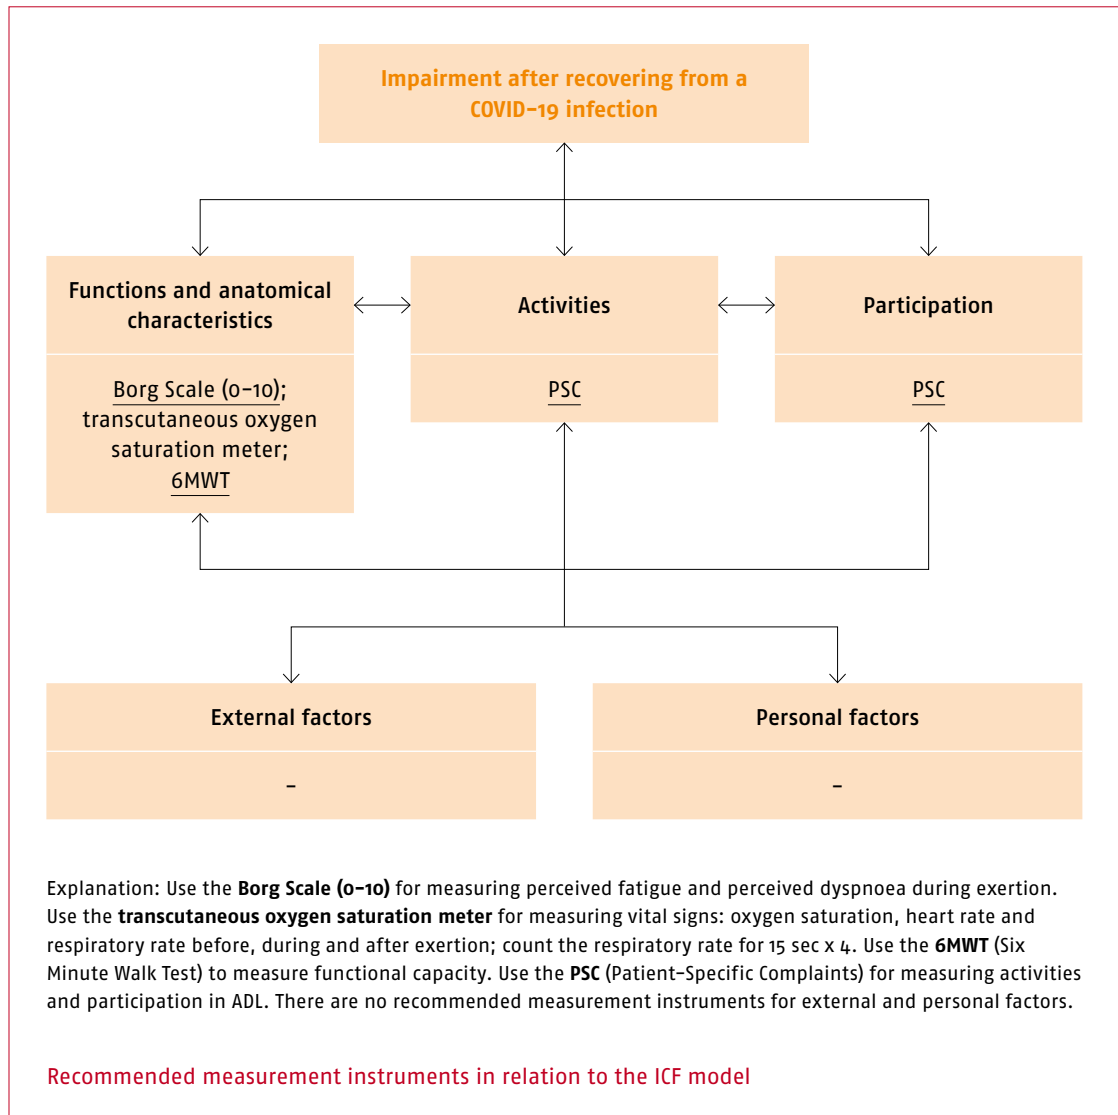 Impairment after recovering from a
COVID-19 infection
Functions and anatomical
characteristics
Borg Scale (0-10);
transcutaneous oxygen
saturation meter;
6MWT
Activities
PSC
Participation
PSC
External factors
-
Personal factors
-
Explanation: Use the Borg Scale (0-10) for measuring perceived fatigue and perceived dyspnoea during exertion.
Use the transcutaneous oxygen saturation meter for measuring vital signs: oxygen saturation, heart rate and
respiratory rate before, during and after exertion; count the respiratory rate for 15 sec x 4. Use the 6MWT (Six
Minute Walk Test) to measure functional capacity. Use the PSC (Patient-Specific Complaints) for measuring activities
and participation in ADL. There are no recommended measurement instruments for external and personal factors.
Recommended measurement instruments in relation to the ICF model